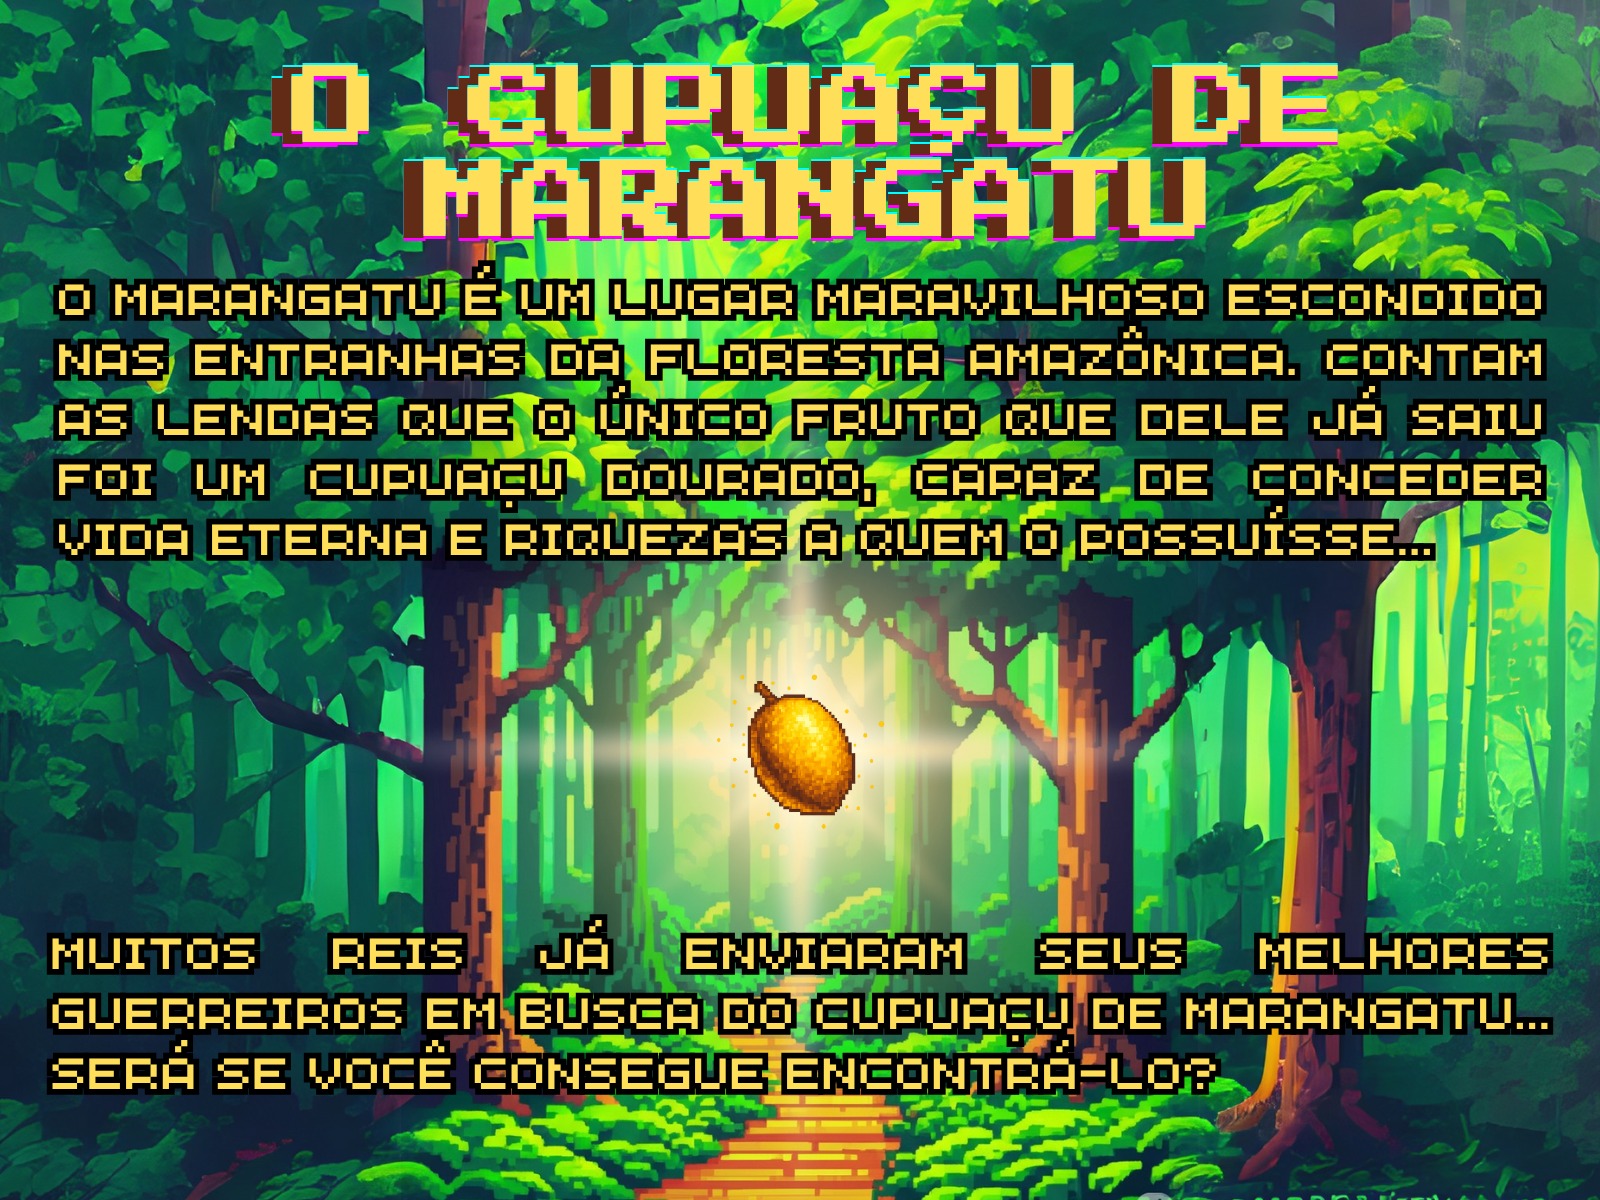 O CUPUAÇU DE
MARANGATU
O MARANGATU É UM LUGAR MARAVILHOSO ESCONDIDO
NAS ENTRANHAS DA FLORESTA AMAZÔNICA. CONTAM
AS LENDAS QUE O ÚNICO FRUTO QUE DELE JÁ SAIU
FOI UM CUPUAÇU DOURADO, CAPAZ DE CONCEDER
VIDA ETERNA E RIQUEZAS A QUEM O POSSUÍSSE...
MUITOS REIS JÁ ENVIARAM SEUS MELHORES
GUERREIROS EM BUSCA DO CUPUAÇU DE MARANGATU...
SERÁ SE VOCÊ CONSEGUE ENCONTRÁ-LO?